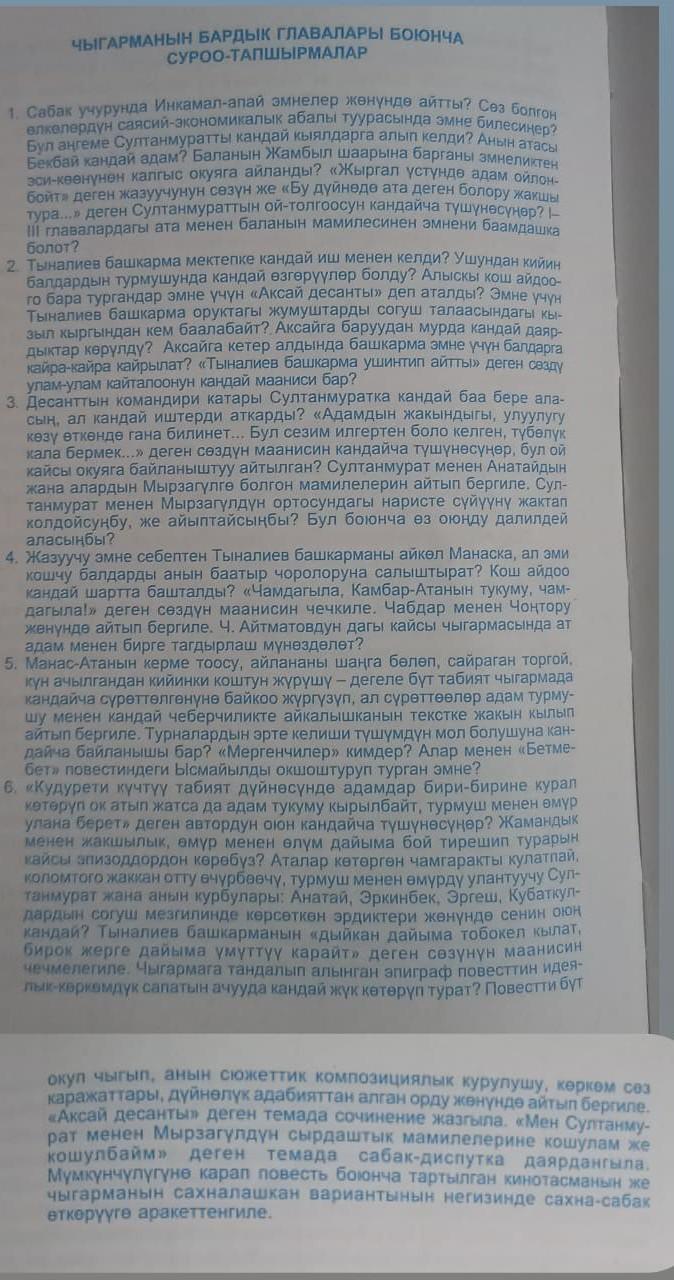 ЧЫГАРМАНЫН БАРДЫК ГЛАВАЛАРЫ БОЮНЧА
СУРОО-ТАПШЫРМАЛАР
1. Сабак учурунда Инкамал-апай эмнелер жөнүндө айтты? Сөз болгон
өлкөлөрдүн саясий-экономикалык абалы туурасында эмне билесиңер?
Бул аңгеме Султанмуратты кандай кыялдарга алып келди? Анын атасы
Бекбай кандай адам? Баланын Жамбыл шаарына барганы эмнеликтен
эси-көөнүнөн калгыс окуяга айланды? «Жыргал үстүндө адам ойлон-
бойт» деген жазуучунун сөзүн же «Бу дүйнөдө ата деген болору жакшы
тура...» деген Султанмураттын ой-толгоосун кандайча түшүнөсүңөр? I–
III главалардагы ата менен баланын мамилесинен эмнени баамдашка
болот?
2. Тыналиев башкарма мектепке кандай иш менен келди? Ушундан кийин
балдардын турмушунда кандай өзгөрүүлөр болду? Алыскы кош айдоо-
го бара тургандар эмне үчүн «Аксай десанты» деп аталды? Эмне үчүн
Тыналиев башкарма оруктагы жумуштарды согуш талаасындагы кы-
зыл кыргындан кем баалабайт? Аксайга баруудан мурда кандай даяр-
дыктар көрүлдү? Аксайга кетер алдында башкарма эмне үчүн балдарга
кайра-кайра кайрылат? «Тыналиев башкарма ушинтип айтты» деген сөздү
улам-улам кайталоонун кандай мааниси бар?
3. Десанттын командири катары Султанмуратка кандай баа бере ала-
сың, ал кандай иштерди аткарды? «Адамдын жакындыгы, улуулугу
көзү өткөндө гана билинет... Бул сезим илгертен боло келген, түбөлүк
кала бермек...» деген сөздүн маанисин кандайча түшүнөсүңөр, бул ой
кайсы окуяга байланыштуу айтылган? Султанмурат менен Анатайдын
жана алардын Мырзагүлгө болгон мамилелерин айтып бергиле. Сул-
танмурат менен Мырзагүлдүн ортосундагы наристе сүйүүнү жактап
колдойсуңбу, же айыптайсыңбы? Бул боюнча өз оюңду далилдей
аласыңбы?
4. Жазуучу эмне себептен Тыналиев башкарманы айкөл Манаска, ал эми
кошчу балдарды анын баатыр чоролоруна салыштырат? Кош айдоо
кандай шартта башталды? «Чамдагыла, Камбар-Атанын тукуму, чам-
дагыла!» деген сөздүн маанисин чечкиле. Чабдар менен Чоңтору
жөнүндө айтып бергиле. Ч. Айтматовдун дагы кайсы чыгармасында ат
адам менен бирге тагдырлаш мүнөздөлөт?
5. Манас-Атанын керме тоосу, айлананы шаңга бөлөп, сайраган торгой,
күн ачылгандан кийинки коштун жүрүшү – дегеле бүт табият чыгармада
кандайча сүрөттөлгөнүнө байкоо жүргүзүп, ал сүрөттөөлөр адам турму-
шу менен кандай чеберчиликте айкалышканын текстке жакын кылып
айтып бергиле. Турналардын эрте келиши түшүмдүн мол болушуна кан-
дайча байланышы бар? «Мергенчилер» кимдер? Алар менен «Бетме-
бет» повестиндеги Ысмайылды окшоштуруп турган эмне?
6. «Кудурети күчтүү табият дүйнөсүндө адамдар бири-бирине курал
көтөрүп ок атып жатса да адам тукуму кырылбайт, турмуш менен өмүр
улана берет» деген автордун оюн кандайча түшүнөсүңөр? Жамандык
менен жакшылык, өмүр менен өлүм дайыма бой тирешип турарын
кайсы эпизоддордон көрөбүз? Аталар көтөргөн чамгаракты кулатпай,
коломтого жаккан отту өчүрбөөчү, турмуш менен өмүрдү улантуучу Сул-
танмурат жана анын курбулары: Анатай, Эркинбек, Эргеш, Кубаткул-
дардын согуш мезгилинде көрсөткөн эрдиктери жөнүндө сенин оюң
кандай? Тыналиев башкарманын «дыйкан дайыма тобокел кылат,
бирок жерге дайыма үмүттүү карайт» деген сөзүнүн маанисин
чечмелегиле. Чыгармага тандалып алынган эпиграф повесттин идея-
лык-көркөмдүк сапатын ачууда кандай жүк көтөрүп турат? Повестти бүт
окуп чыгып, анын сюжеттик композициялык курулушу, көркөм сөз
каражаттары, дүйнөлүк адабияттан алган орду жөнүндө айтып бергиле.
«Аксай десанты» деген темада сочинение жазгыла. «Мен Султанму-
рат менен Мырзагүлдүн сырдаштык мамилелерине кошулам же
кошулбайм» деген темада сабак-диспутка даярдангыла.
Мүмкүнчүлүгүнө карап повесть боюнча тартылган кинотасманын же
чыгарманын сахналашкан вариантынын негизинде сахна-сабак
өткөрүүгө аракеттенгиле.